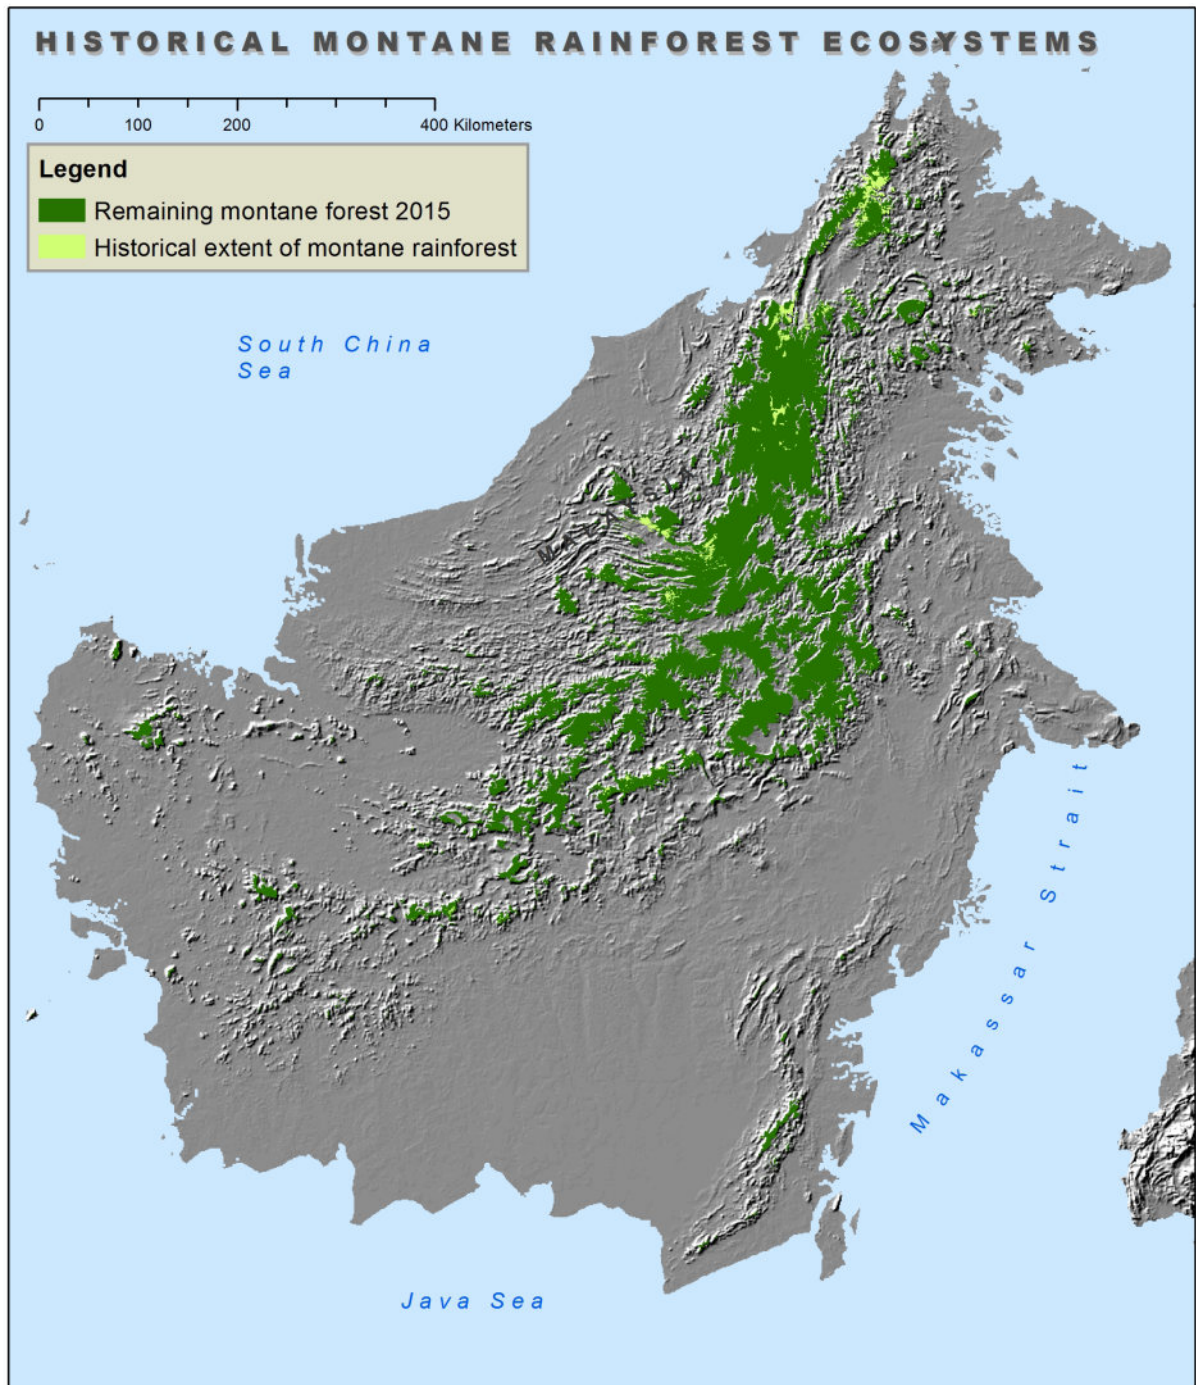 HISTORICAL MONTANE RAINFOREST ECOSYSTEMS
0 100 200 400 Kilometers
Legend
Remaining montane forest 2015
Historical extent of montane rainforest
South China
Sea
MALAYSIA
Makassar Strait
Java Sea